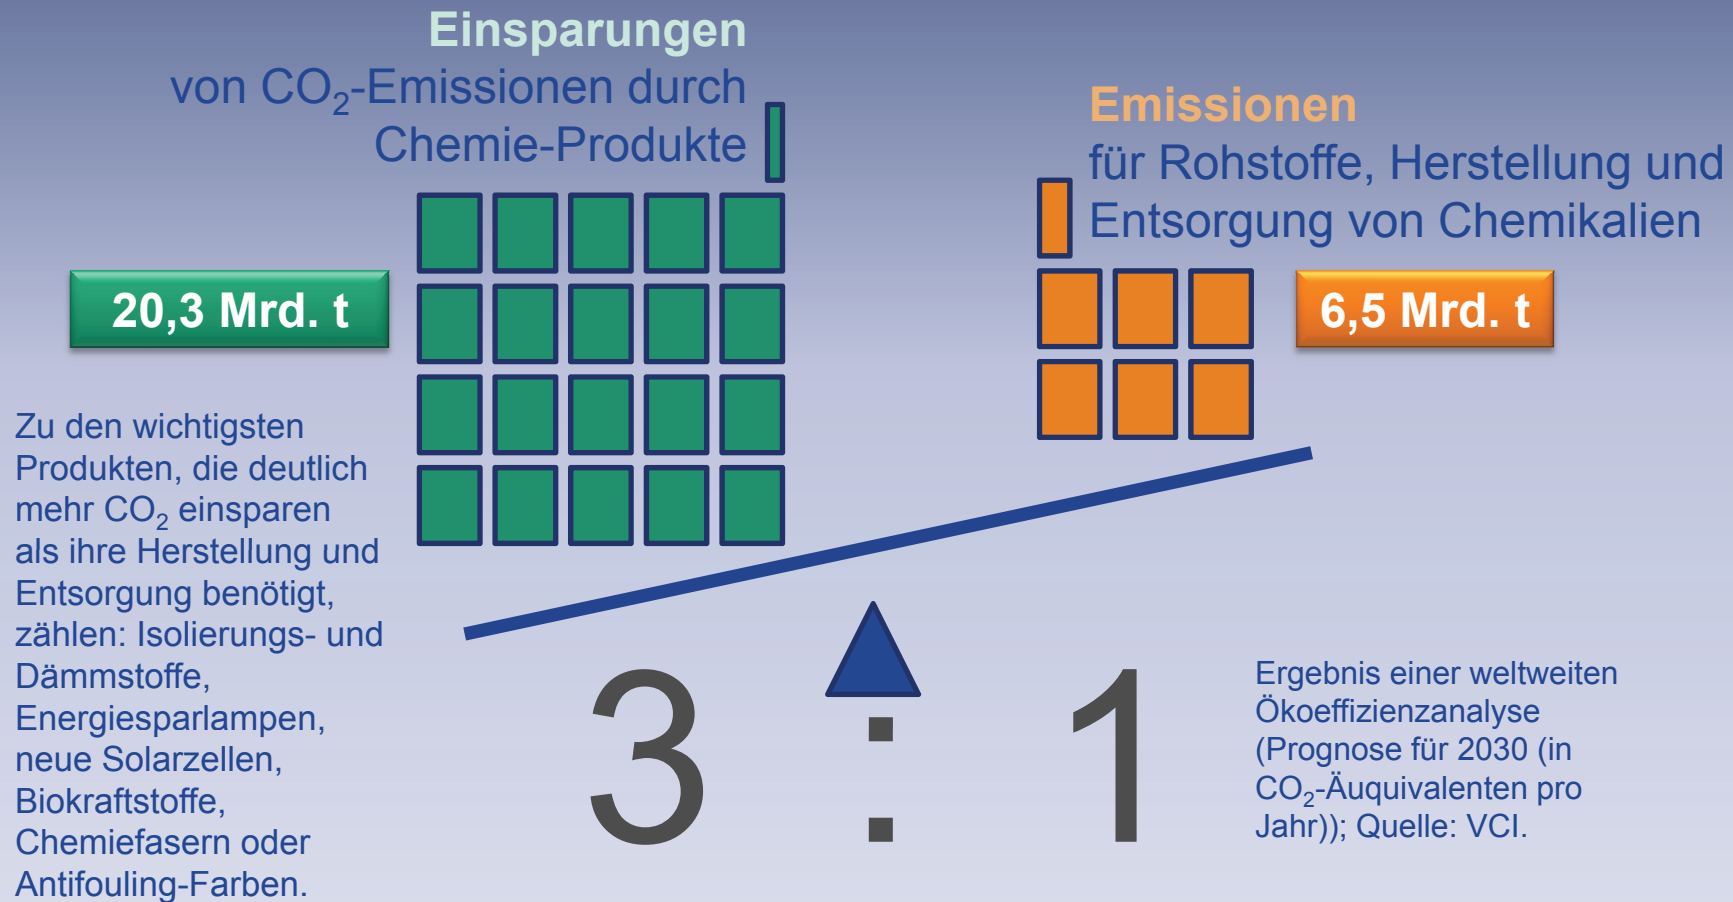 Einsparungen
von CO₂-Emissionen durch
Chemie-Produkte
20,3 Mrd. t
Zu den wichtigsten
Produkten, die deutlich
mehr CO₂ einsparen
als ihre Herstellung und
Entsorgung benötigt,
zählen: Isolierungs- und
Dämmstoffe,
Energiesparlampen,
neue Solarzellen,
Biokraftstoffe,
Chemiefasern oder
Antifouling-Farben.
Emissionen
für Rohstoffe, Herstellung und
Entsorgung von Chemikalien
6,5 Mrd. t
3 : 1
Ergebnis einer weltweiten
Ökoeffizienzanalyse
(Prognose für 2030 (in
CO₂-Äuquivalenten pro
Jahr)); Quelle: VCI.